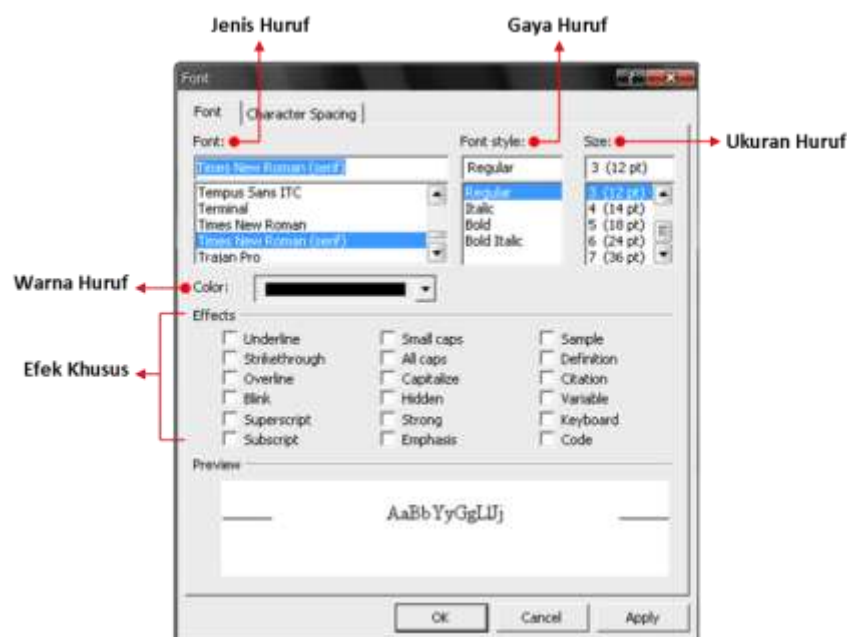 Jenis Huruf Gaya Huruf
Font
Font Character Spacing
Font: Font style: Size: Ukuran Huruf
Times New Roman (serif) Regular 3 (12 pt)
Tempus Sans ITC Regular 3 (12 pt)
Terminal Italic 4 (14 pt)
Times New Roman Bold 5 (18 pt)
Times New Roman (serif) Bold Italic 6 (24 pt)
Trajan Pro 7 (36 pt)
Warna Huruf Color:
Effects
Underline Small caps Sample
Strikethrough All caps Definition
Efek Khusus Overline Capitalize Citation
Blink Hidden Variable
Superscript Strong Keyboard
Subscript Emphasis Code
Preview
AaBbYyGgLlJj
OK Cancel Apply